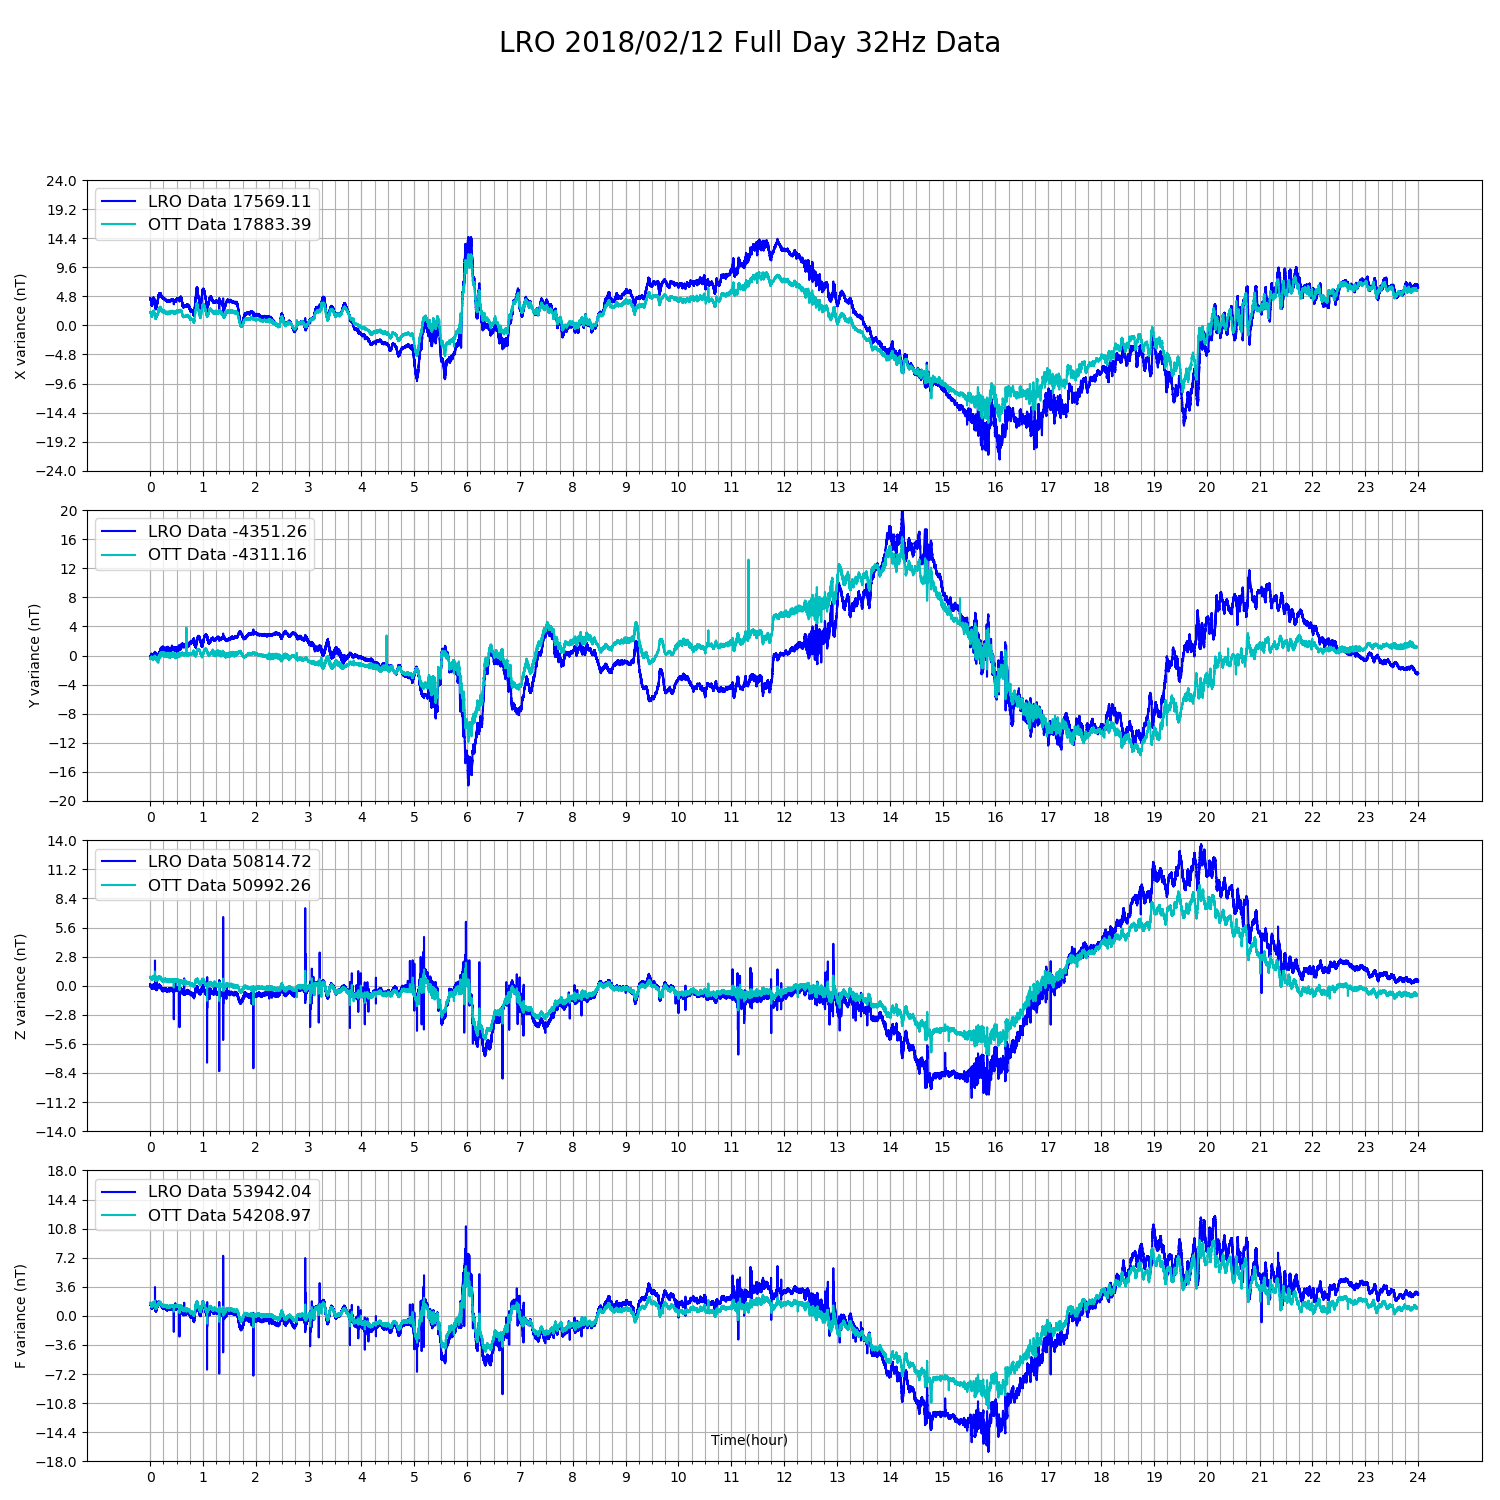 LRO 2018/02/12 Full Day 32Hz Data
24.0
19.2
14.4
9.6
4.8
0.0
−4.8
−9.6
−14.4
−19.2
−24.0
X variance (nT)
LRO Data 17569.11
OTT Data 17883.39
0 1 2 3 4 5 6 7 8 9 10 11 12 13 14 15 16 17 18 19 20 21 22 23 24
20
16
12
8
4
0
−4
−8
−12
−16
−20
Y variance (nT)
LRO Data -4351.26
OTT Data -4311.16
0 1 2 3 4 5 6 7 8 9 10 11 12 13 14 15 16 17 18 19 20 21 22 23 24
14.0
11.2
8.4
5.6
2.8
0.0
−2.8
−5.6
−8.4
−11.2
−14.0
Z variance (nT)
LRO Data 50814.72
OTT Data 50992.26
0 1 2 3 4 5 6 7 8 9 10 11 12 13 14 15 16 17 18 19 20 21 22 23 24
18.0
14.4
10.8
7.2
3.6
0.0
−3.6
−7.2
−10.8
−14.4
−18.0
F variance (nT)
LRO Data 53942.04
OTT Data 54208.97
Time(hour)
0 1 2 3 4 5 6 7 8 9 10 11 12 13 14 15 16 17 18 19 20 21 22 23 24